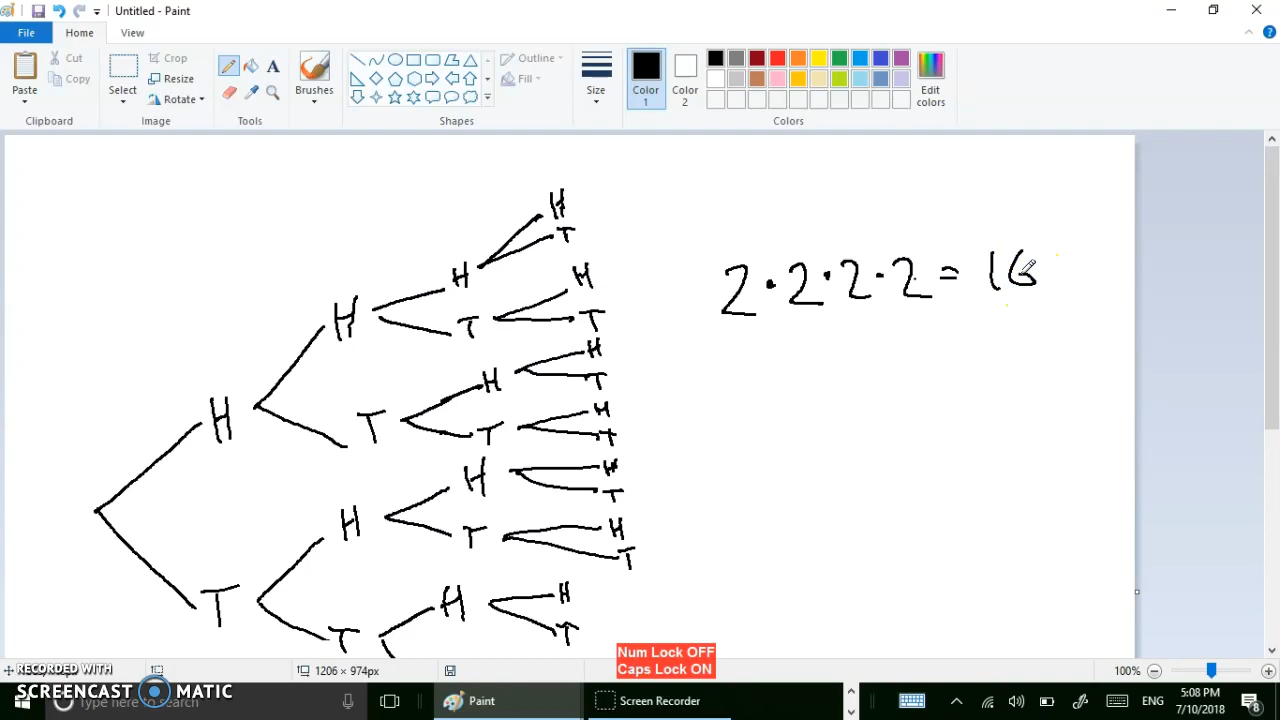 Untitled - Paint
File Home View
Paste
Cut
Copy
Clipboard
Select
Crop
Resize
Rotate
Image
A
Tools
Brushes
Shapes
Outline
Fill
Size
Color 1
Color 2
Edit colors
Colors
H
T
H H
H T T
H
H T
T H
H T T
H
T
H H
T
H T H
T
H
T H
T T
2 · 2 · 2 · 2 = 16
Num Lock OFF
Caps Lock ON
1206 × 974px
100%
RECORDED WITH
SCREENCAST MATIC
Type here to search
Paint
Screen Recorder
ENG
5:08 PM
7/10/2018
8